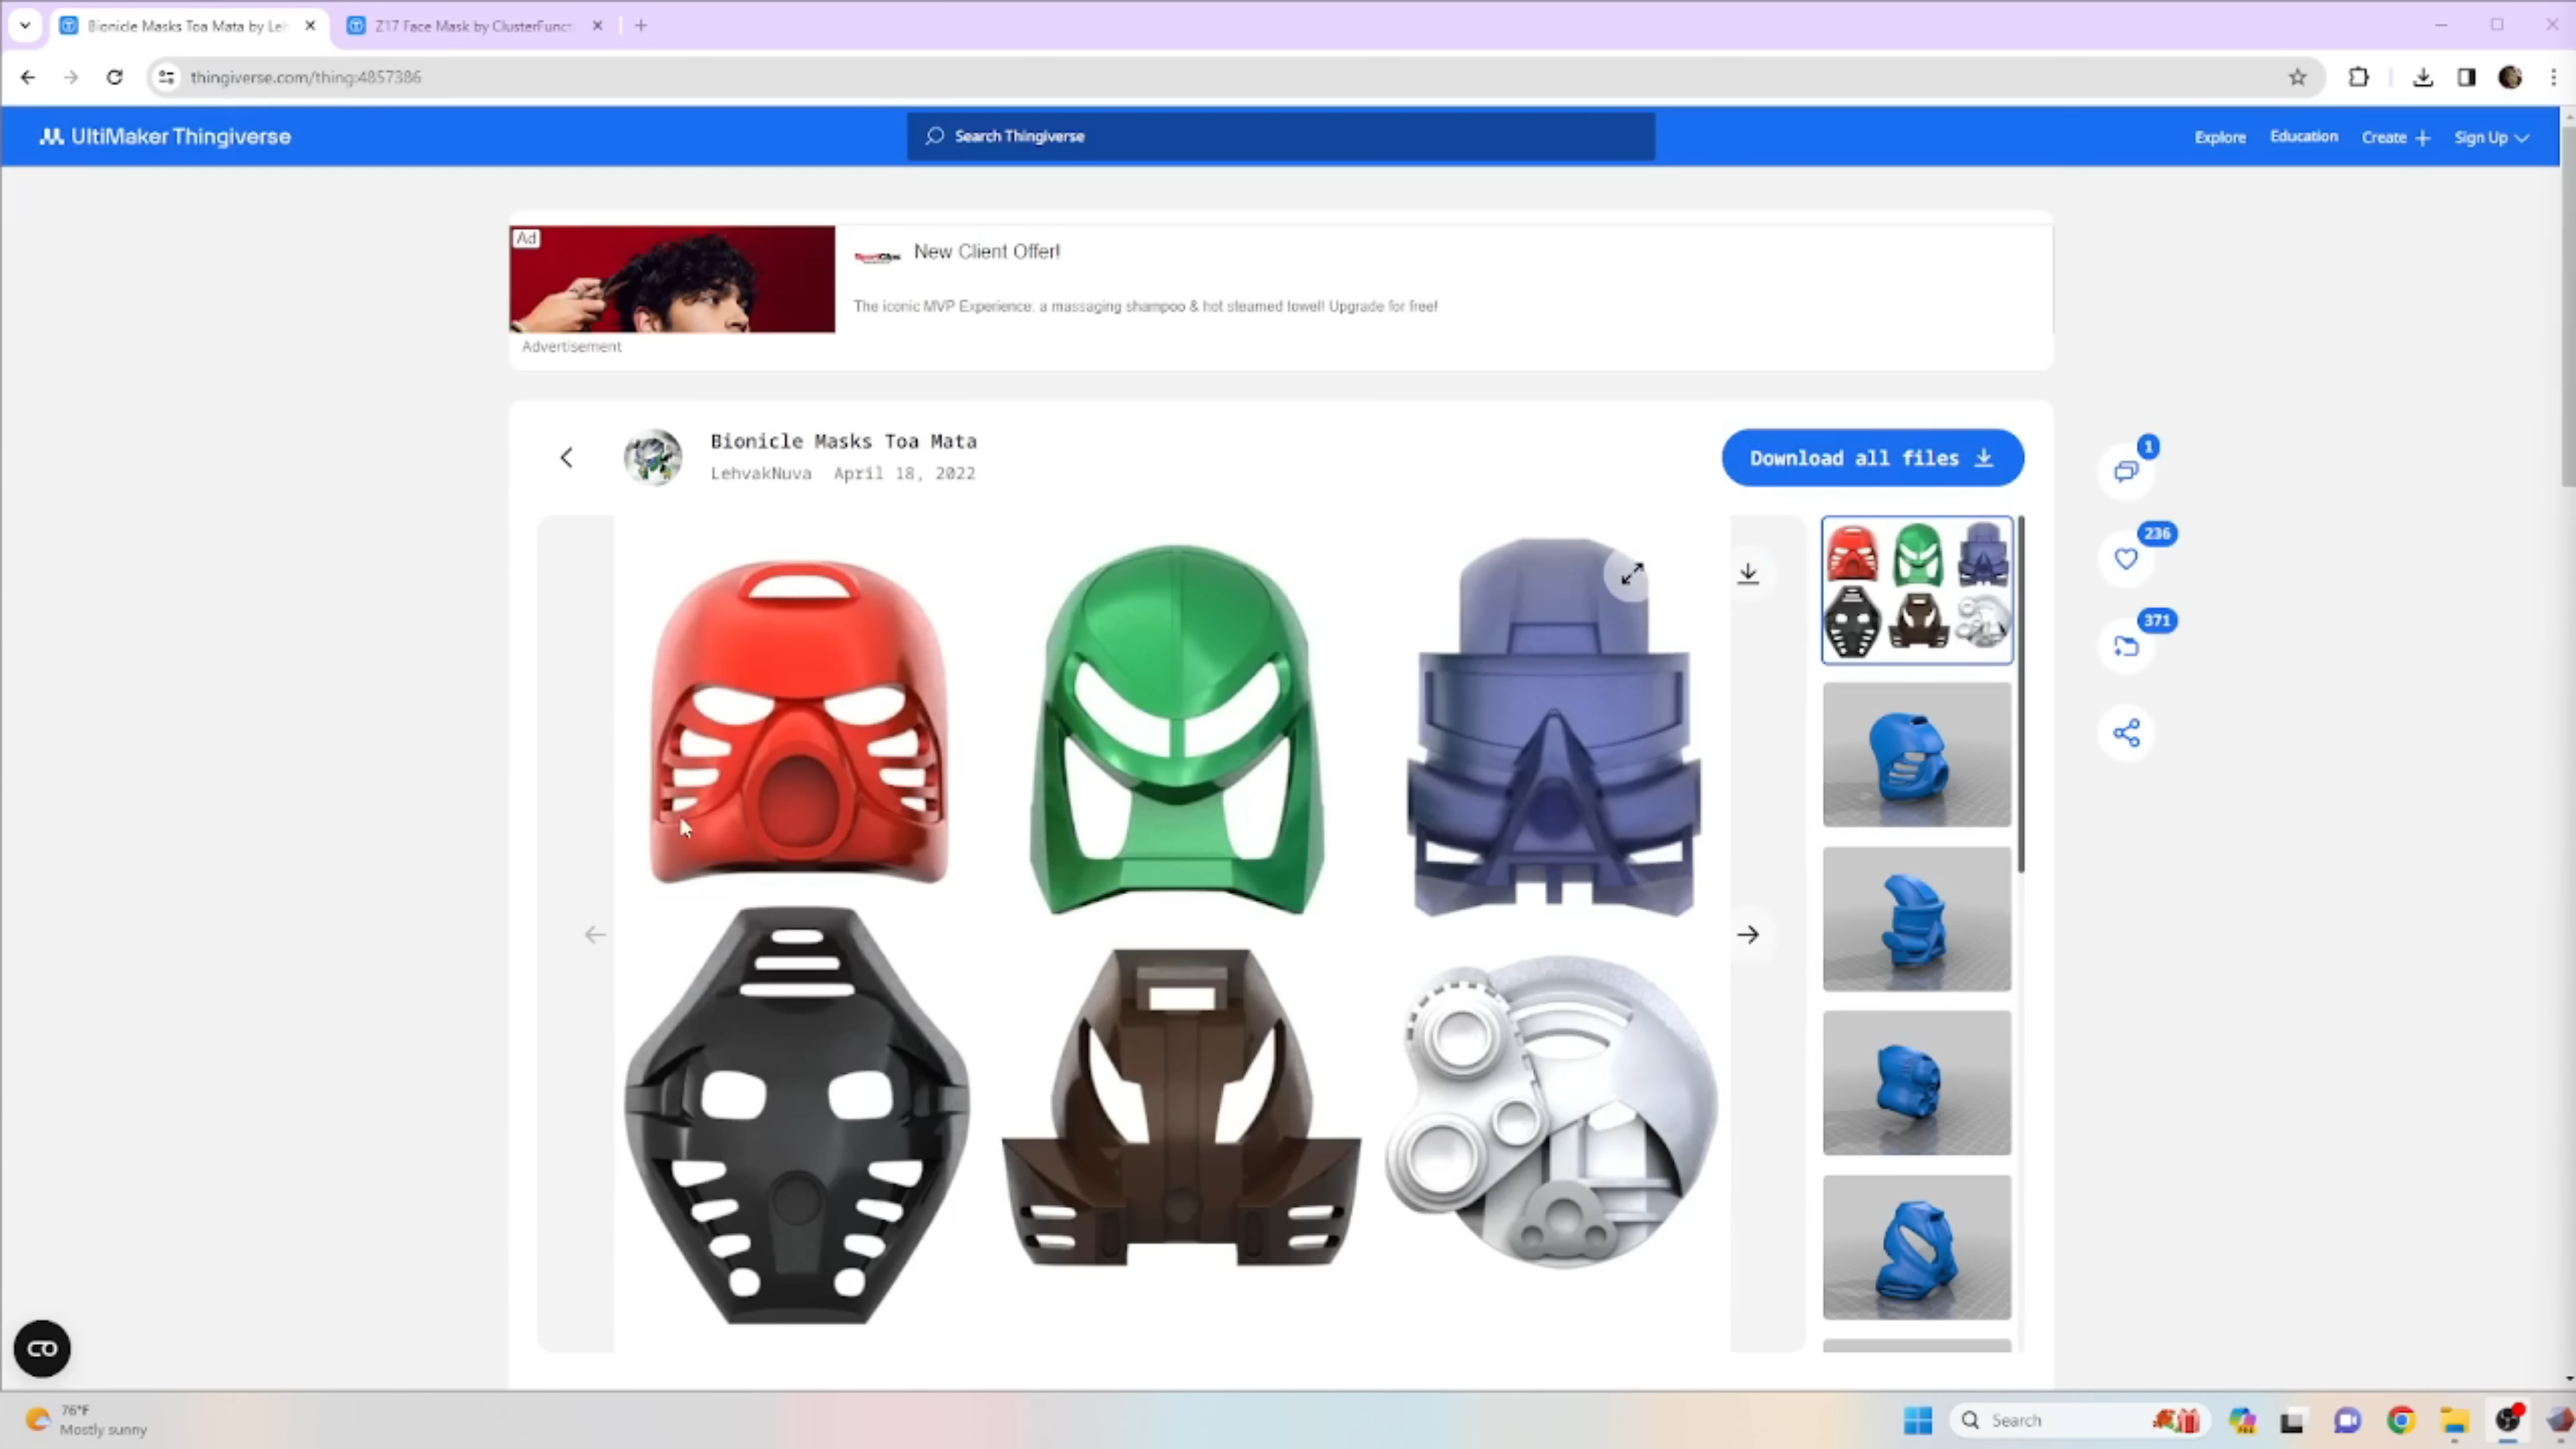 Bionicle Masks Toa Mata by Leh
Z17 Face Mask by ClusterFunct
thingiverse.com/thing:4857386
UltiMaker Thingiverse
Search Thingiverse
Explore
Education
Create
Sign Up
Ad
SportClips
New Client Offer!
The iconic MVP Experience: a massaging shampoo & hot steamed towel! Upgrade for free!
Advertisement
Bionicle Masks Toa Mata
LehvakNuva April 18, 2022
Download all files
1
236
371
76°F
Mostly sunny
Search